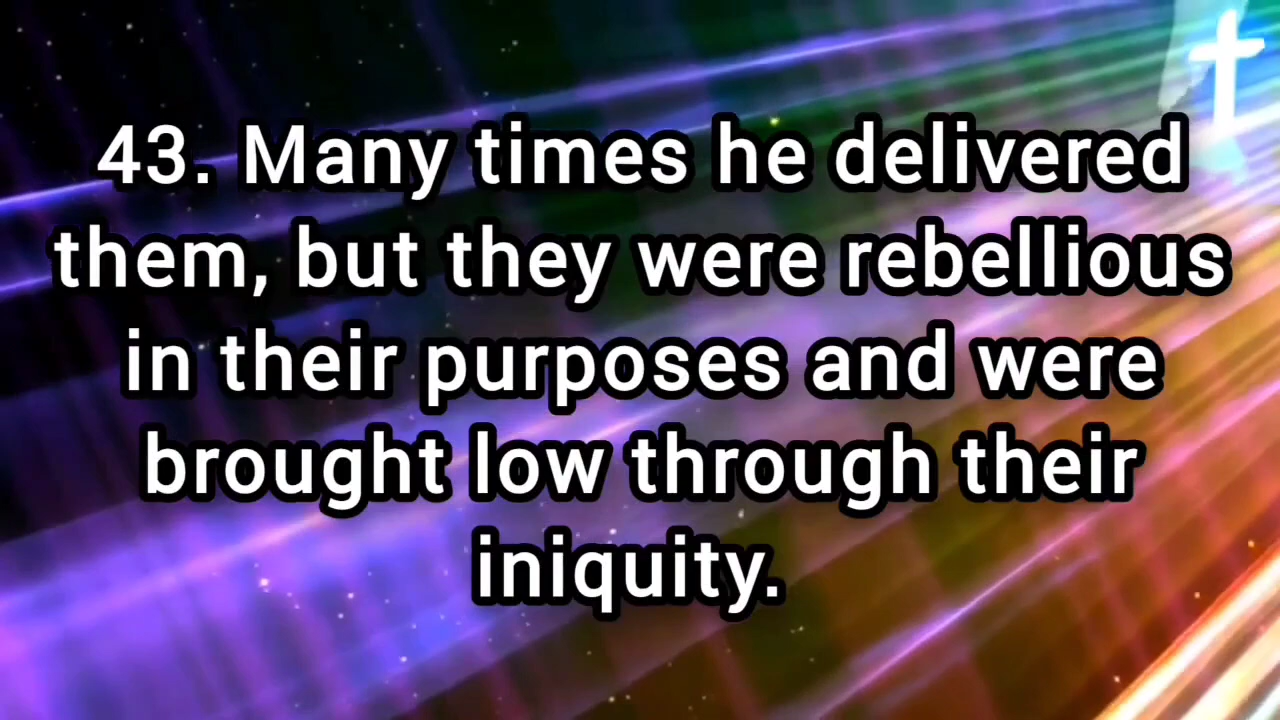 43. Many times he delivered
them, but they were rebellious
in their purposes and were
brought low through their
iniquity.